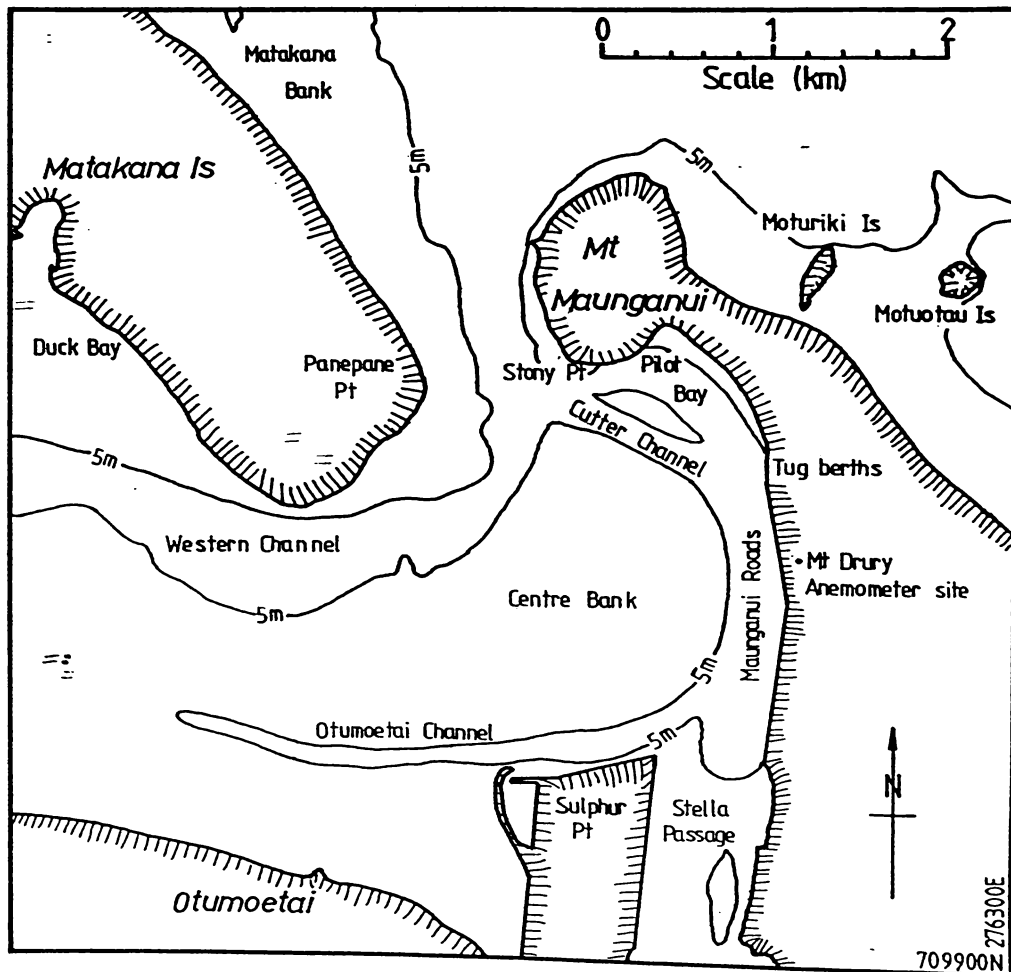 0 1 2
Scale (km)
Matakana
Bank
5m
5m
Matakana Is
Moturiki Is
Mt
Maunganui
Motuotau Is
Duck Bay
Panepane
Pt
Stony Pt
Pilot
Bay
Cutter Channel
5m
Tug berths
Western Channel
Mt Drury
Anemometer site
5m
Centre Bank
Maunganui Roads
5m
Otumoetai Channel
5m
N
Sulphur
Pt
Stella
Passage
Otumoetai
276300E
709900N